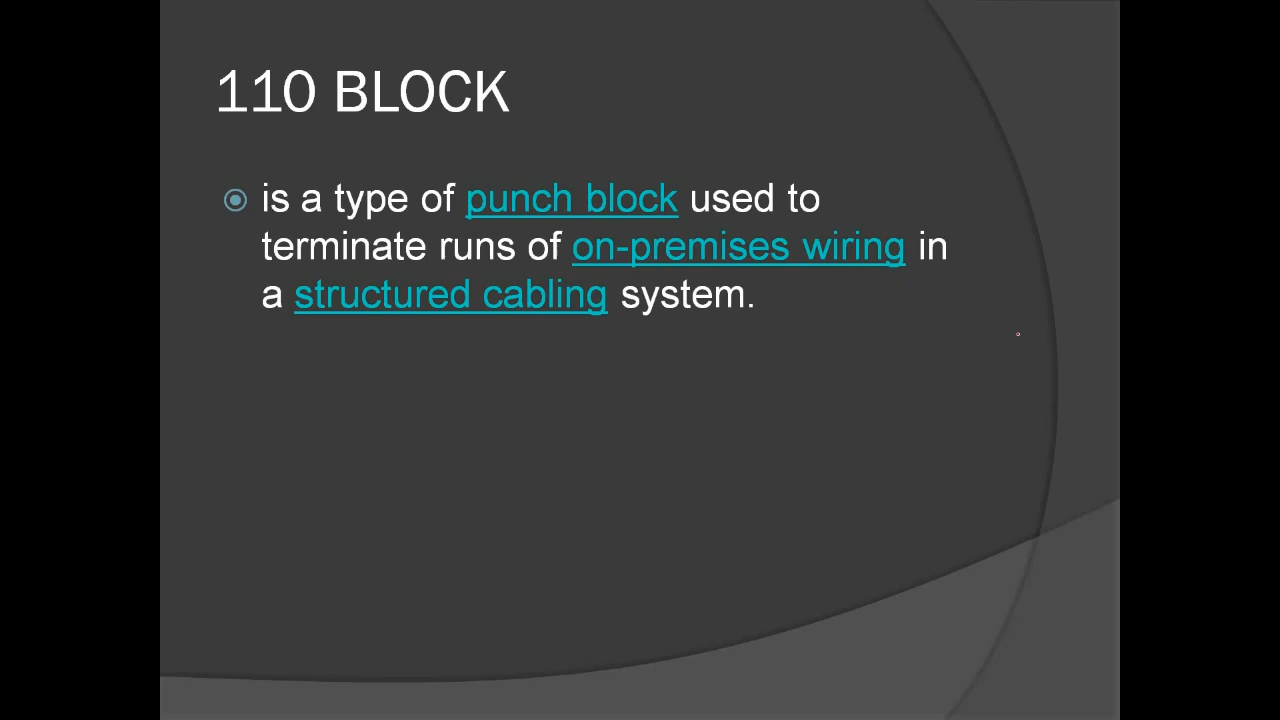 110 BLOCK
is a type of punch block used to
terminate runs of on-premises wiring in
a structured cabling system.